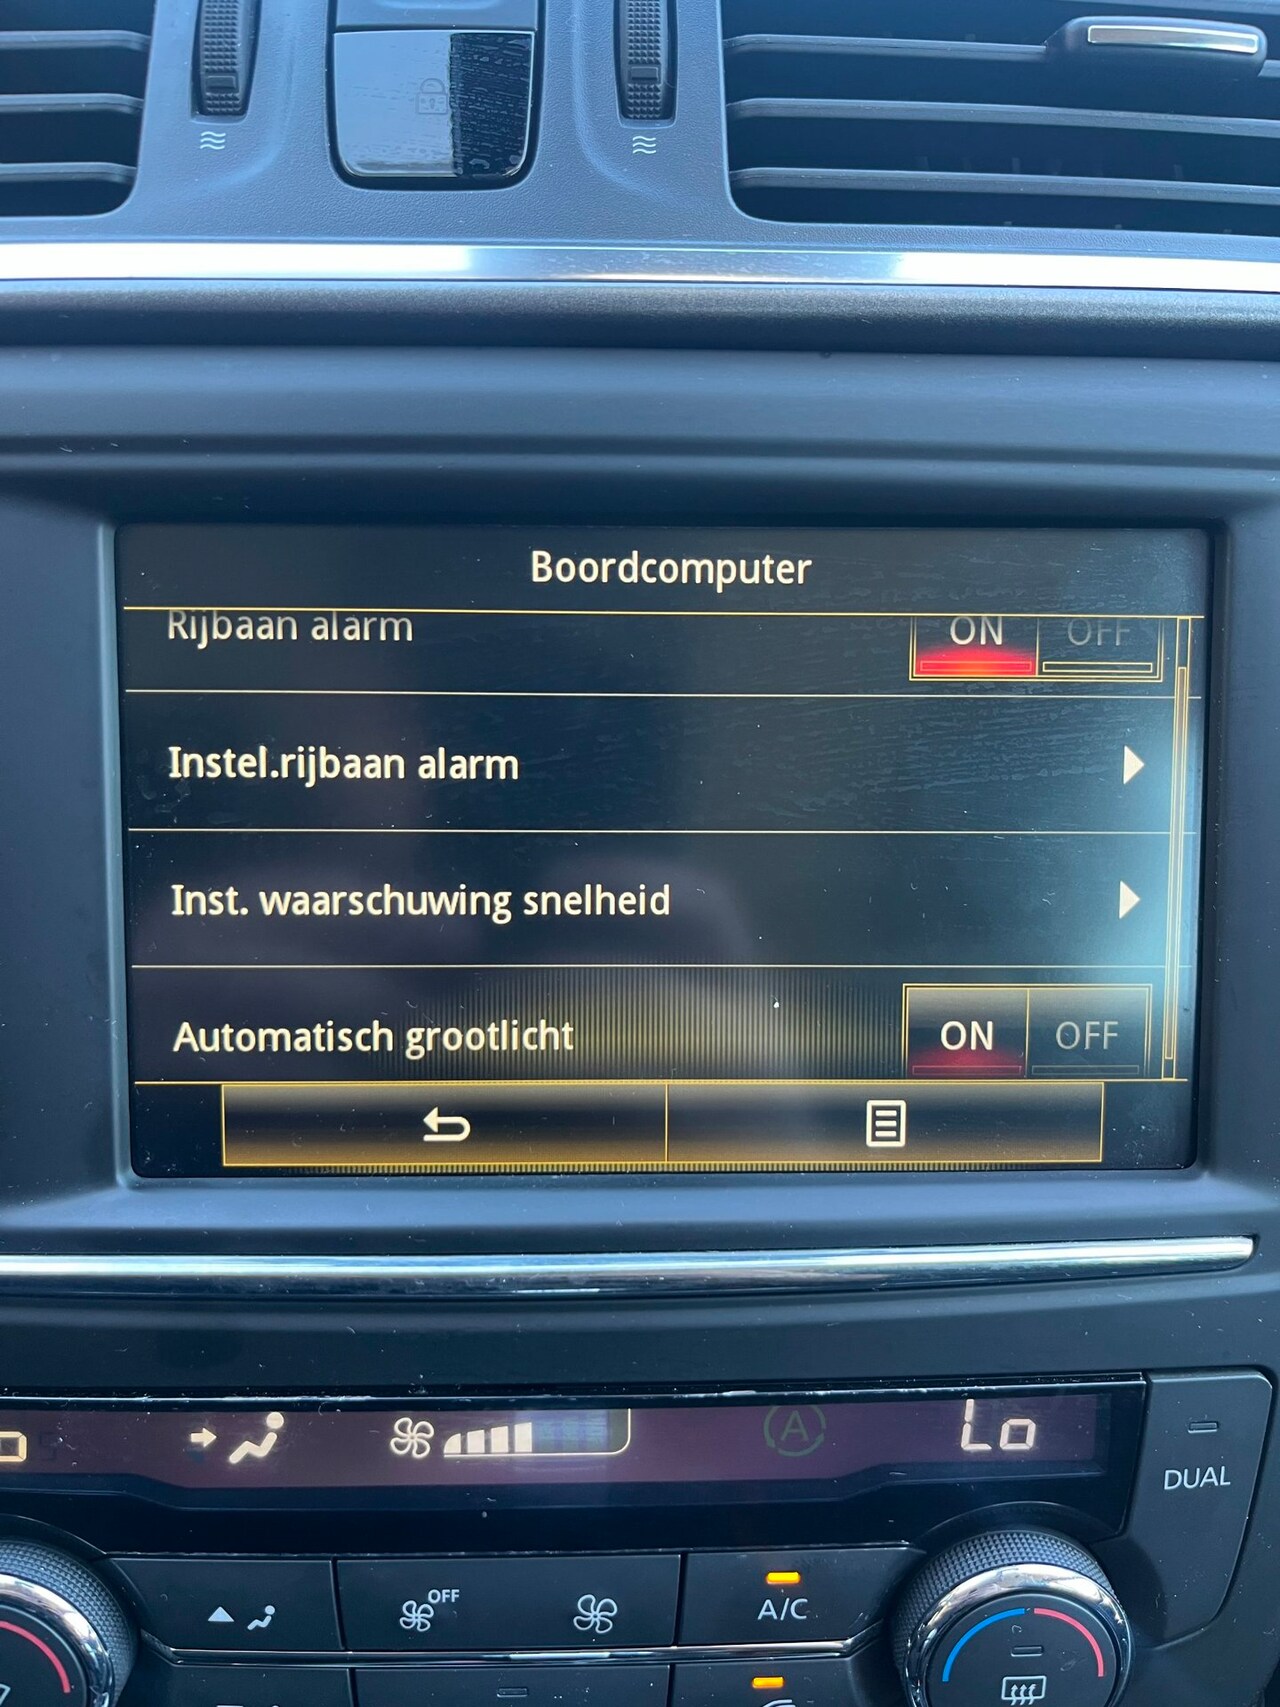 Boordcomputer
Rijbaan alarm ON OFF
Instel.rijbaan alarm
Inst. waarschuwing snelheid
Automatisch grootlicht ON OFF
A Lo
DUAL
OFF
A/C